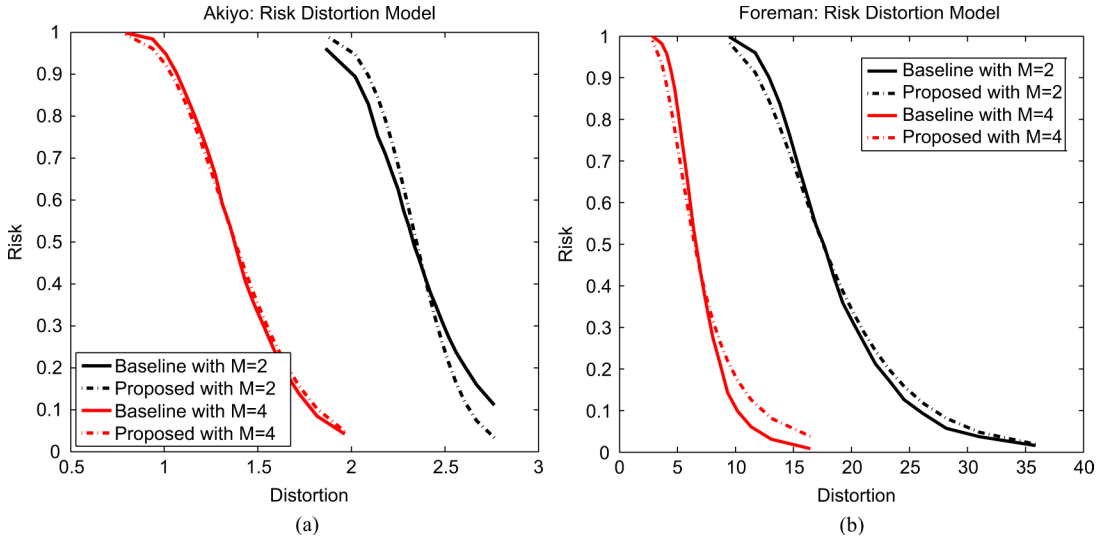 Akiyo: Risk Distortion Model
1
0.9
0.8
0.7
0.6
0.5
0.4
0.3
0.2
0.1
0
Risk
Baseline with M=2
Proposed with M=2
Baseline with M=4
Proposed with M=4
0.5 1 1.5 2 2.5 3
Distortion
(a)
Foreman: Risk Distortion Model
1
0.9
0.8
0.7
0.6
0.5
0.4
0.3
0.2
0.1
0
Risk
Baseline with M=2
Proposed with M=2
Baseline with M=4
Proposed with M=4
0 5 10 15 20 25 30 35 40
Distortion
(b)